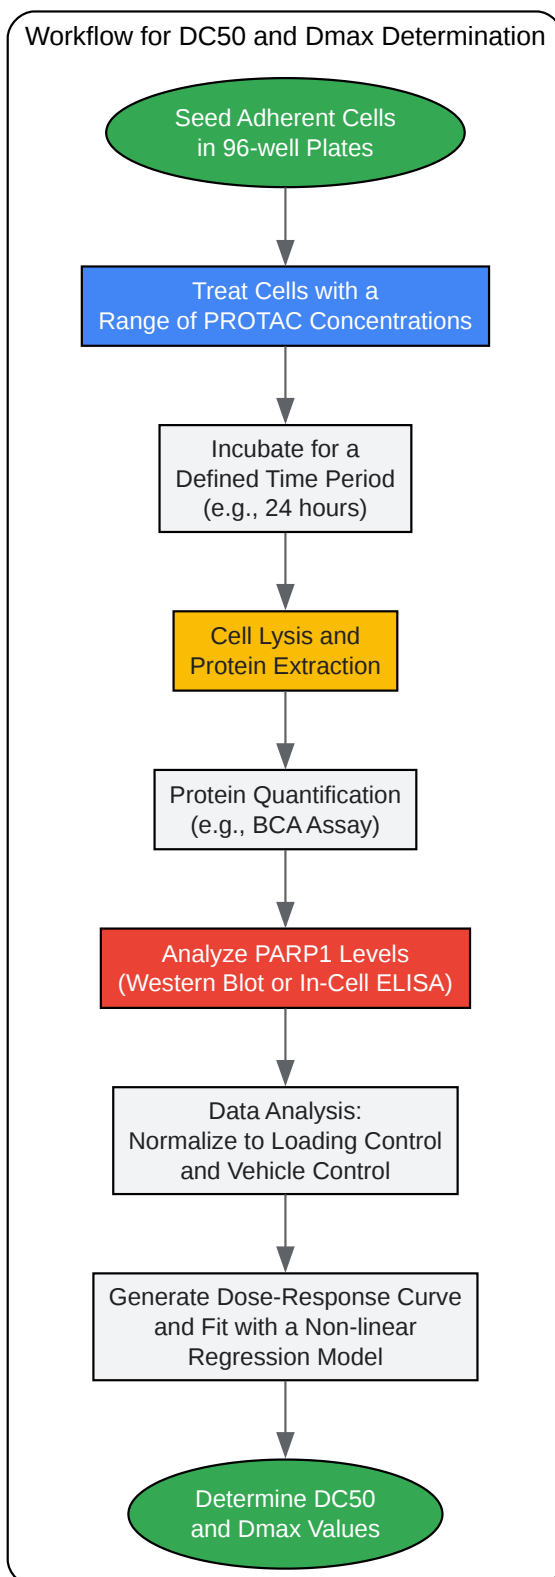 Workflow for DC50 and Dmax Determination
Seed Adherent Cells
in 96-well Plates
Treat Cells with a
Range of PROTAC Concentrations
Incubate for a
Defined Time Period
(e.g., 24 hours)
Cell Lysis and
Protein Extraction
Protein Quantification
(e.g., BCA Assay)
Analyze PARP1 Levels
(Western Blot or In-Cell ELISA)
Data Analysis:
Normalize to Loading Control
and Vehicle Control
Generate Dose-Response Curve
and Fit with a Non-linear
Regression Model
Determine DC50
and Dmax Values